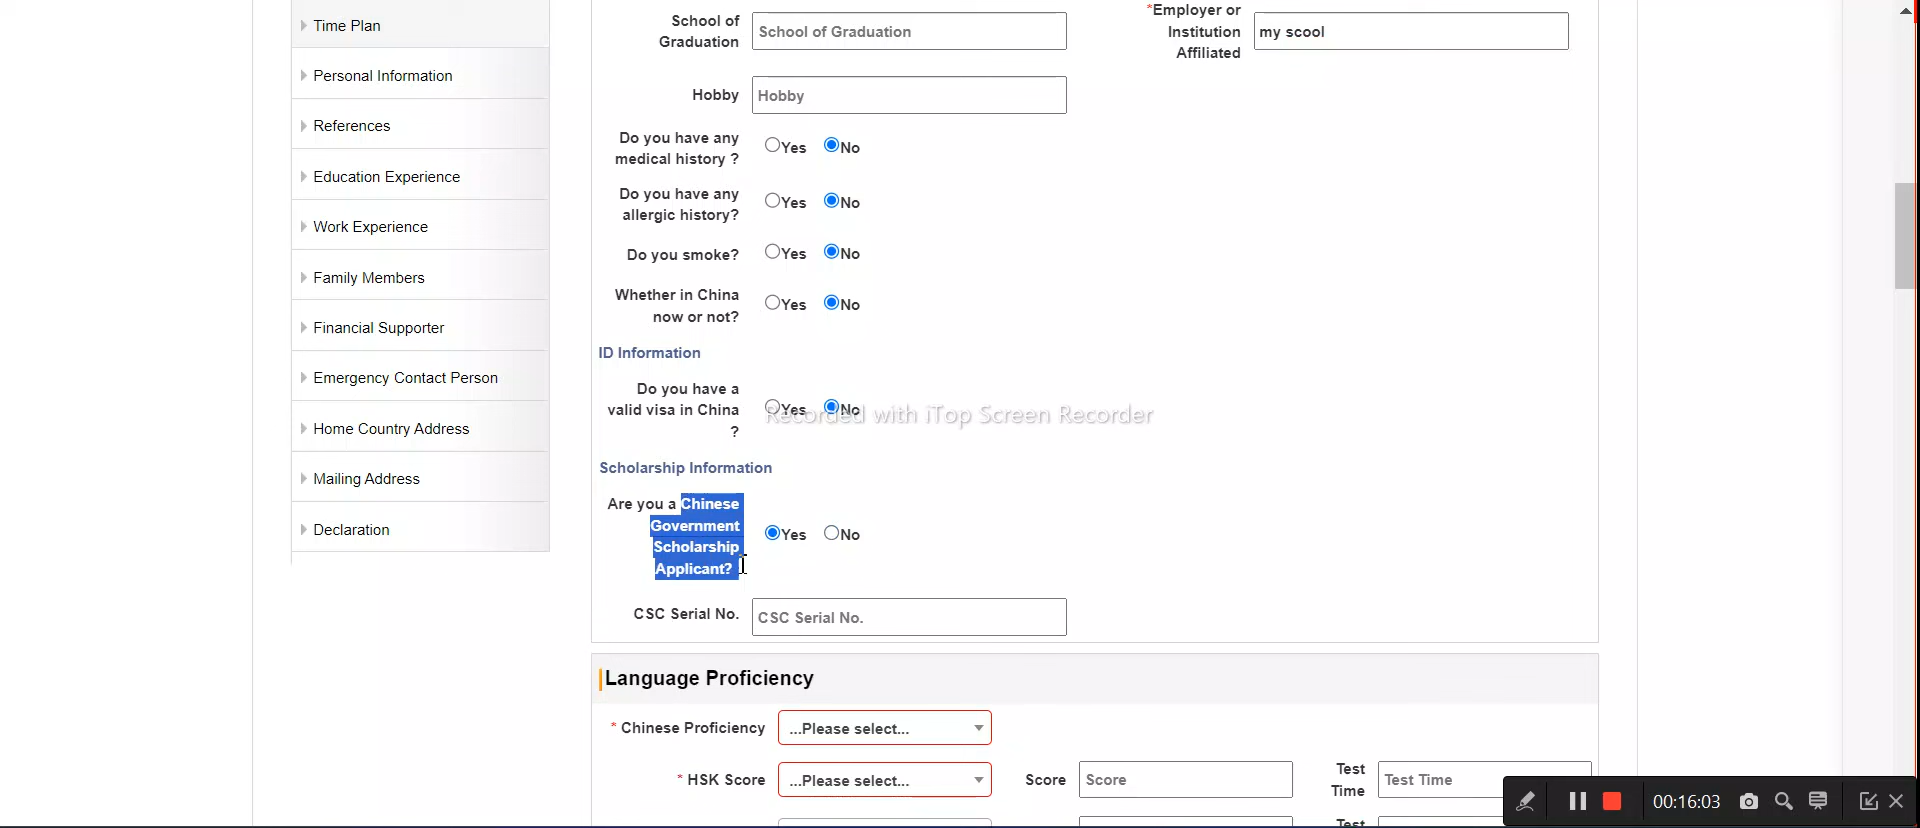 Time Plan
Personal Information
References
Education Experience
Work Experience
Family Members
Financial Supporter
Emergency Contact Person
Home Country Address
Mailing Address
Declaration
School of
Graduation
School of Graduation
*Employer or
Institution
Affiliated
my scool
Hobby
Hobby
Do you have any
medical history ?
Yes No
Do you have any
allergic history?
Yes No
Do you smoke?
Yes No
Whether in China
now or not?
Yes No
ID Information
Do you have a
valid visa in China
?
Yes No
Recorded with iTop Screen Recorder
Scholarship Information
Are you a Chinese
Government
Scholarship
Applicant?
Yes No
CSC Serial No.
CSC Serial No.
Language Proficiency
* Chinese Proficiency
...Please select...
* HSK Score
...Please select...
Score
Score
Test
Time
Test Time
Test
00:16:03